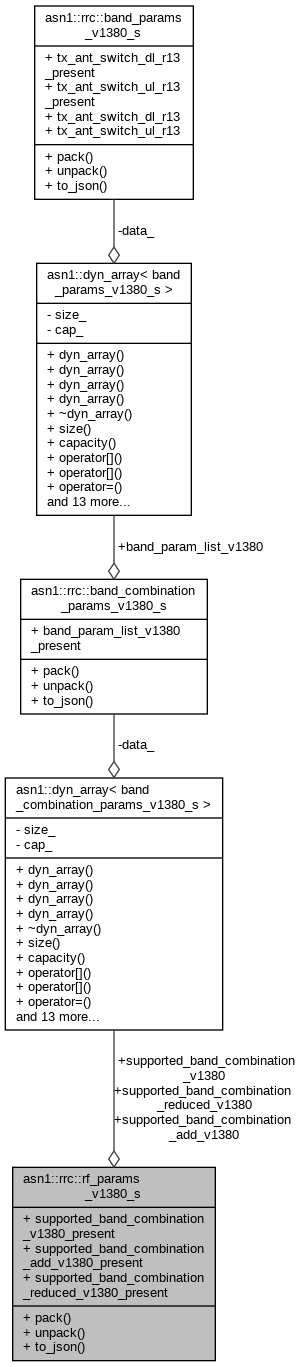 asn1::rrc::band_params
_v1380_s
+ tx_ant_switch_dl_r13
_present
+ tx_ant_switch_ul_r13
_present
+ tx_ant_switch_dl_r13
+ tx_ant_switch_ul_r13
+ pack()
+ unpack()
+ to_json()
-data_
asn1::dyn_array< band
_params_v1380_s >
- size_
- cap_
+ dyn_array()
+ dyn_array()
+ dyn_array()
+ dyn_array()
+ ~dyn_array()
+ size()
+ capacity()
+ operator[]()
+ operator[]()
+ operator=()
and 13 more...
+band_param_list_v1380
asn1::rrc::band_combination
_params_v1380_s
+ band_param_list_v1380
_present
+ pack()
+ unpack()
+ to_json()
-data_
asn1::dyn_array< band
_combination_params_v1380_s >
- size_
- cap_
+ dyn_array()
+ dyn_array()
+ dyn_array()
+ dyn_array()
+ ~dyn_array()
+ size()
+ capacity()
+ operator[]()
+ operator[]()
+ operator=()
and 13 more...
+supported_band_combination
_v1380
+supported_band_combination
_reduced_v1380
+supported_band_combination
_add_v1380
asn1::rrc::rf_params
_v1380_s
+ supported_band_combination
_v1380_present
+ supported_band_combination
_add_v1380_present
+ supported_band_combination
_reduced_v1380_present
+ pack()
+ unpack()
+ to_json()